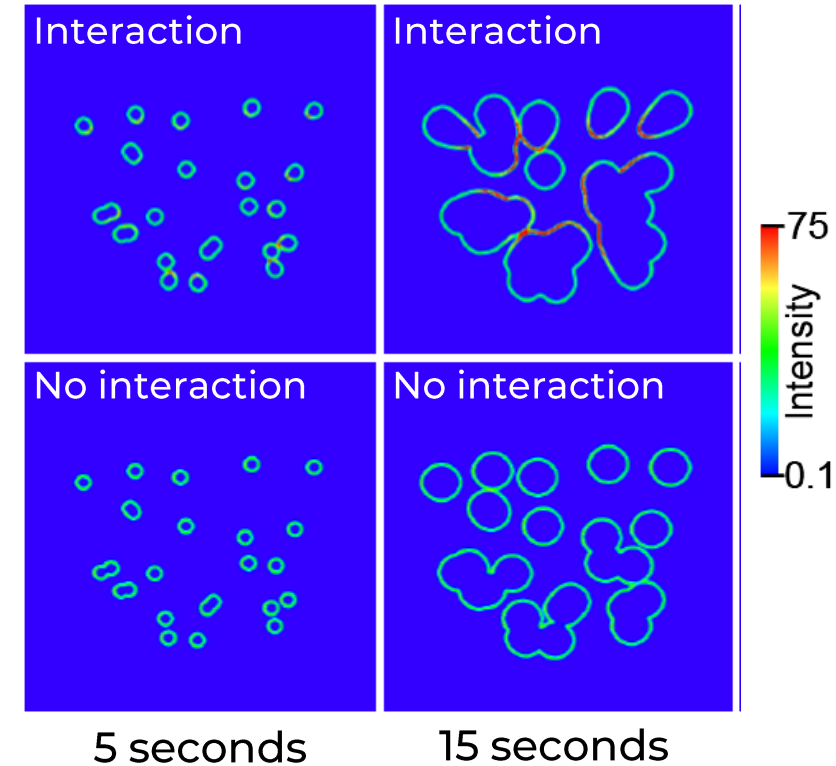 Interaction
Interaction
75
Intensity
0.1
No interaction
No interaction
5 seconds
15 seconds